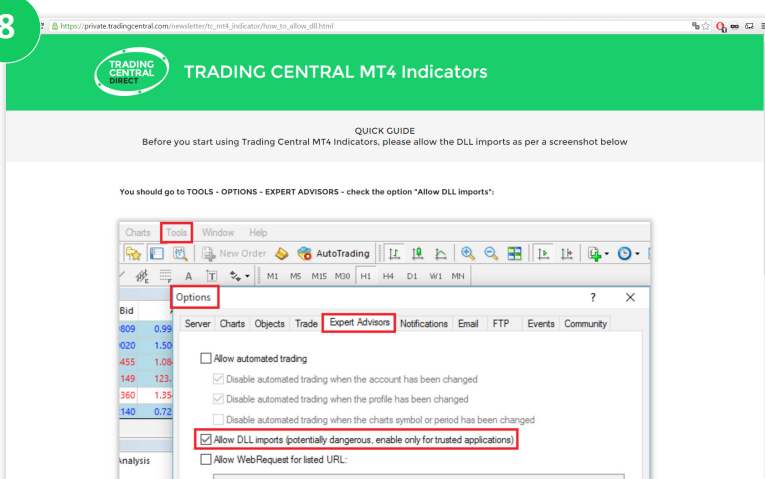 8
https://private.tradingcentral.com/newsletter/tc_mt4_indicator/how_to_allow_dll.html
TRADING
CENTRAL
DIRECT
TRADING CENTRAL MT4 Indicators
QUICK GUIDE
Before you start using Trading Central MT4 Indicators, please allow the DLL imports as per a screenshot below
You should go to TOOLS - OPTIONS - EXPERT ADVISORS - check the option "Allow DLL imports":
Charts Tools Window Help
New Order AutoTrading
E F A T M1 M5 M15 M30 H1 H4 D1 W1 MN
Options ? X
Bid
Server Charts Objects Trade Expert Advisors Notifications Email FTP Events Community
809 0.99
020 1.50
455 1.08
149 123.
360 1.35
140 0.72
Allow automated trading
Disable automated trading when the account has been changed
Disable automated trading when the profile has been changed
Disable automated trading when the charts symbol or period has been changed
Allow DLL imports (potentially dangerous, enable only for trusted applications)
Analysis
Allow WebRequest for listed URL: